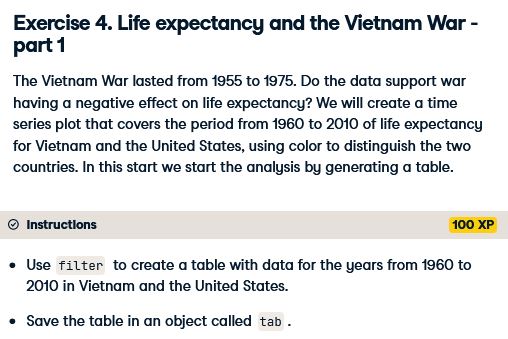 Exercise 4. Life expectancy and the Vietnam War -
part 1
The Vietnam War lasted from 1955 to 1975. Do the data support war
having a negative effect on life expectancy? We will create a time
series plot that covers the period from 1960 to 2010 of life expectancy
for Vietnam and the United States, using color to distinguish the two
countries. In this start we start the analysis by generating a table.
Instructions
100 XP
• Use filter to create a table with data for the years from 1960 to
2010 in Vietnam and the United States.
• Save the table in an object called tab .